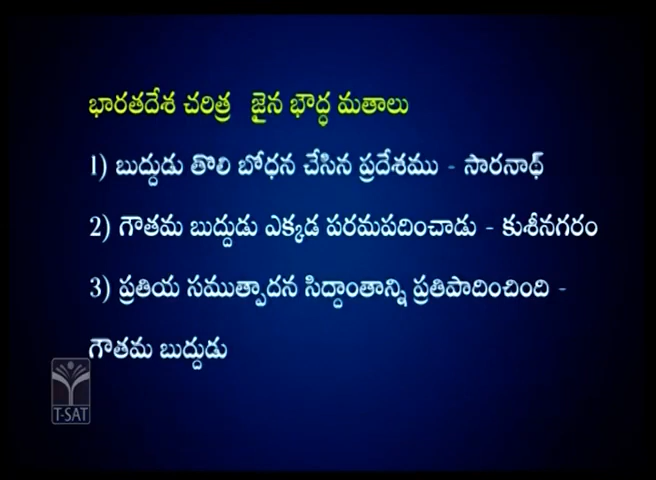 భారతదేశ చరిత్ర జైన భౌద్ధ మతాలు
1) బుద్దుడు తొలి బోధన చేసిన ప్రదేశము - సారనాథ్
2) గౌతమ బుద్దుడు ఎక్కడ పరమపదించాడు - కుశీనగరం
3) ప్రతియ సముత్పాదన సిద్దాంతాన్ని ప్రతిపాదించింది -
గౌతమ బుద్దుడు
T-SAT